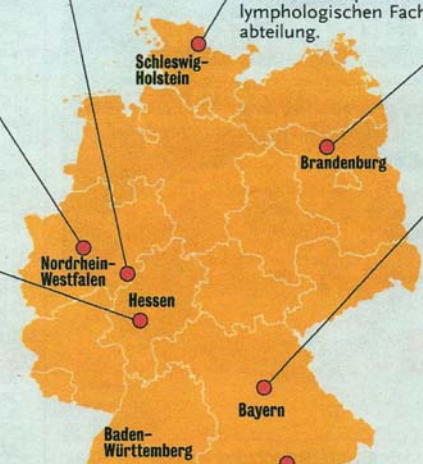 lymphologischen Fach
abteilung.
Schleswig-
Holstein
Brandenburg
Nordrhein-
Westfalen
Hessen
Bayern
Baden-
Württemberg